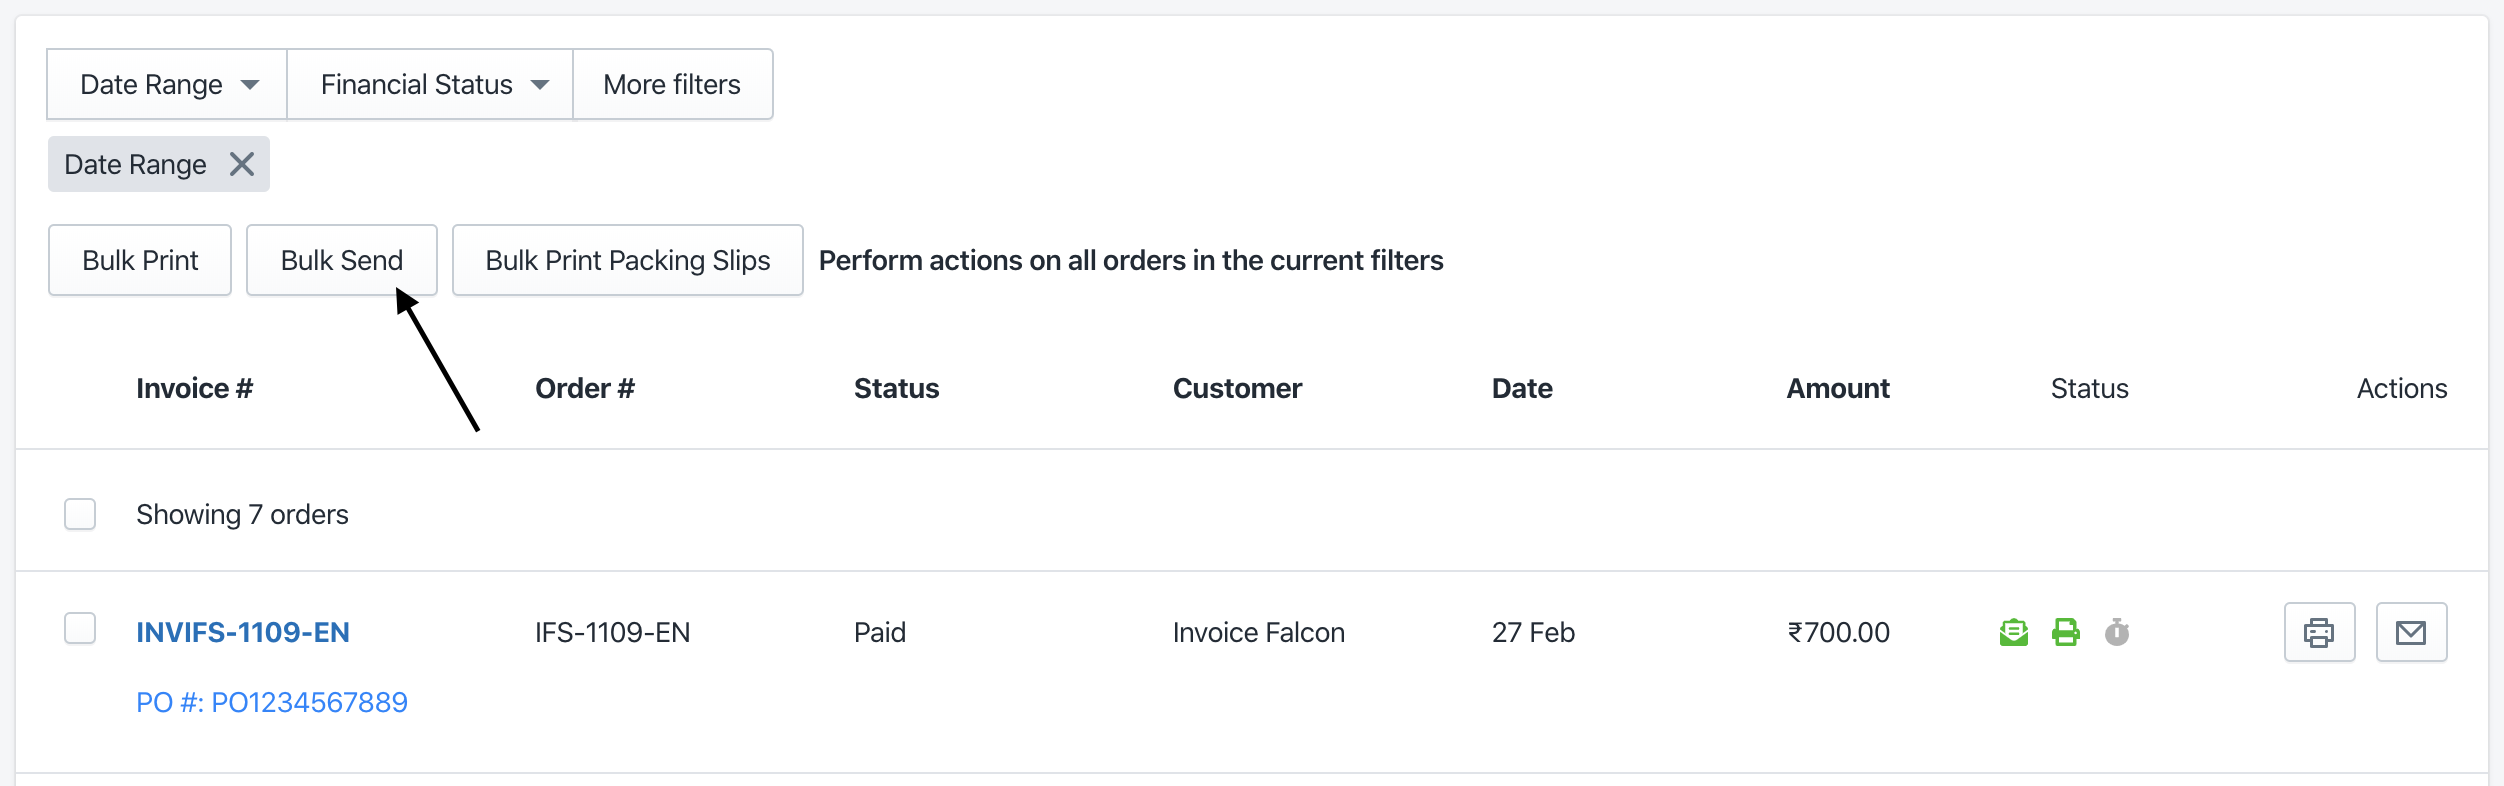 Date Range Financial Status More filters
Date Range
Bulk Print Bulk Send Bulk Print Packing Slips Perform actions on all orders in the current filters
Invoice # Order # Status Customer Date Amount Status Actions
Showing 7 orders
INVIFS-1109-EN IFS-1109-EN Paid Invoice Falcon 27 Feb ₹700.00
PO #: PO1234567889